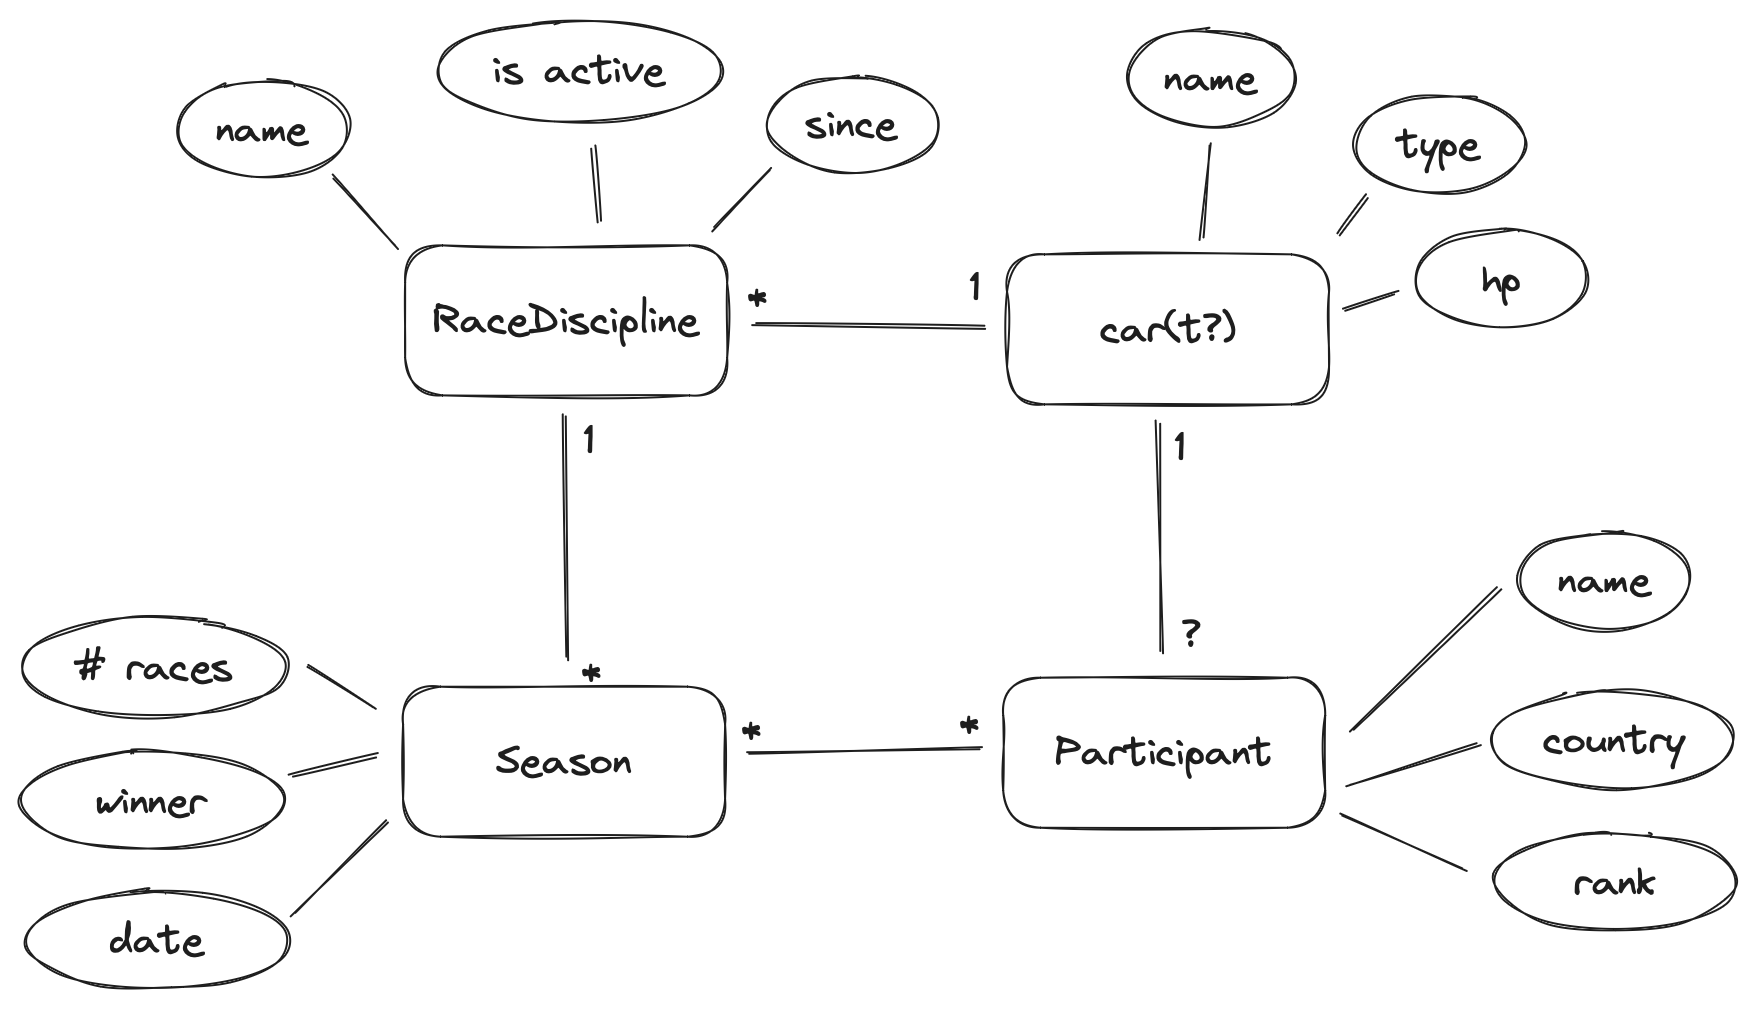 is active
name
since
name
type
hp
RaceDiscipline
*
1
car(t?)
1
1
?
*
name
# races
Season
*
*
Participant
country
winner
rank
date